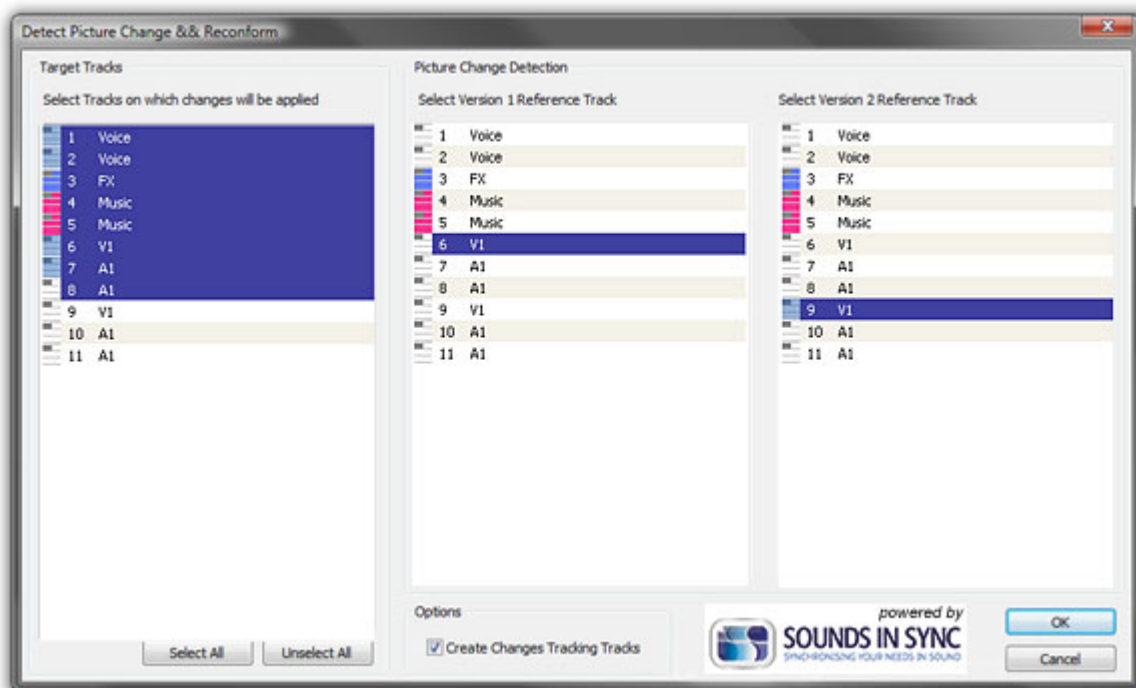 Detect Picture Change && Reconform
Target Tracks
Select Tracks on which changes will be applied
1 Voice
2 Voice
3 FX
4 Music
5 Music
6 V1
7 A1
8 A1
9 V1
10 A1
11 A1
Select All Unselect All
Picture Change Detection
Select Version 1 Reference Track
1 Voice
2 Voice
3 FX
4 Music
5 Music
6 V1
7 A1
8 A1
9 V1
10 A1
11 A1
Select Version 2 Reference Track
1 Voice
2 Voice
3 FX
4 Music
5 Music
6 V1
7 A1
8 A1
9 V1
10 A1
11 A1
Options
Create Changes Tracking Tracks
powered by
SOUNDS IN SYNC
SYNCHRONISING YOUR NEEDS IN SOUND
OK
Cancel